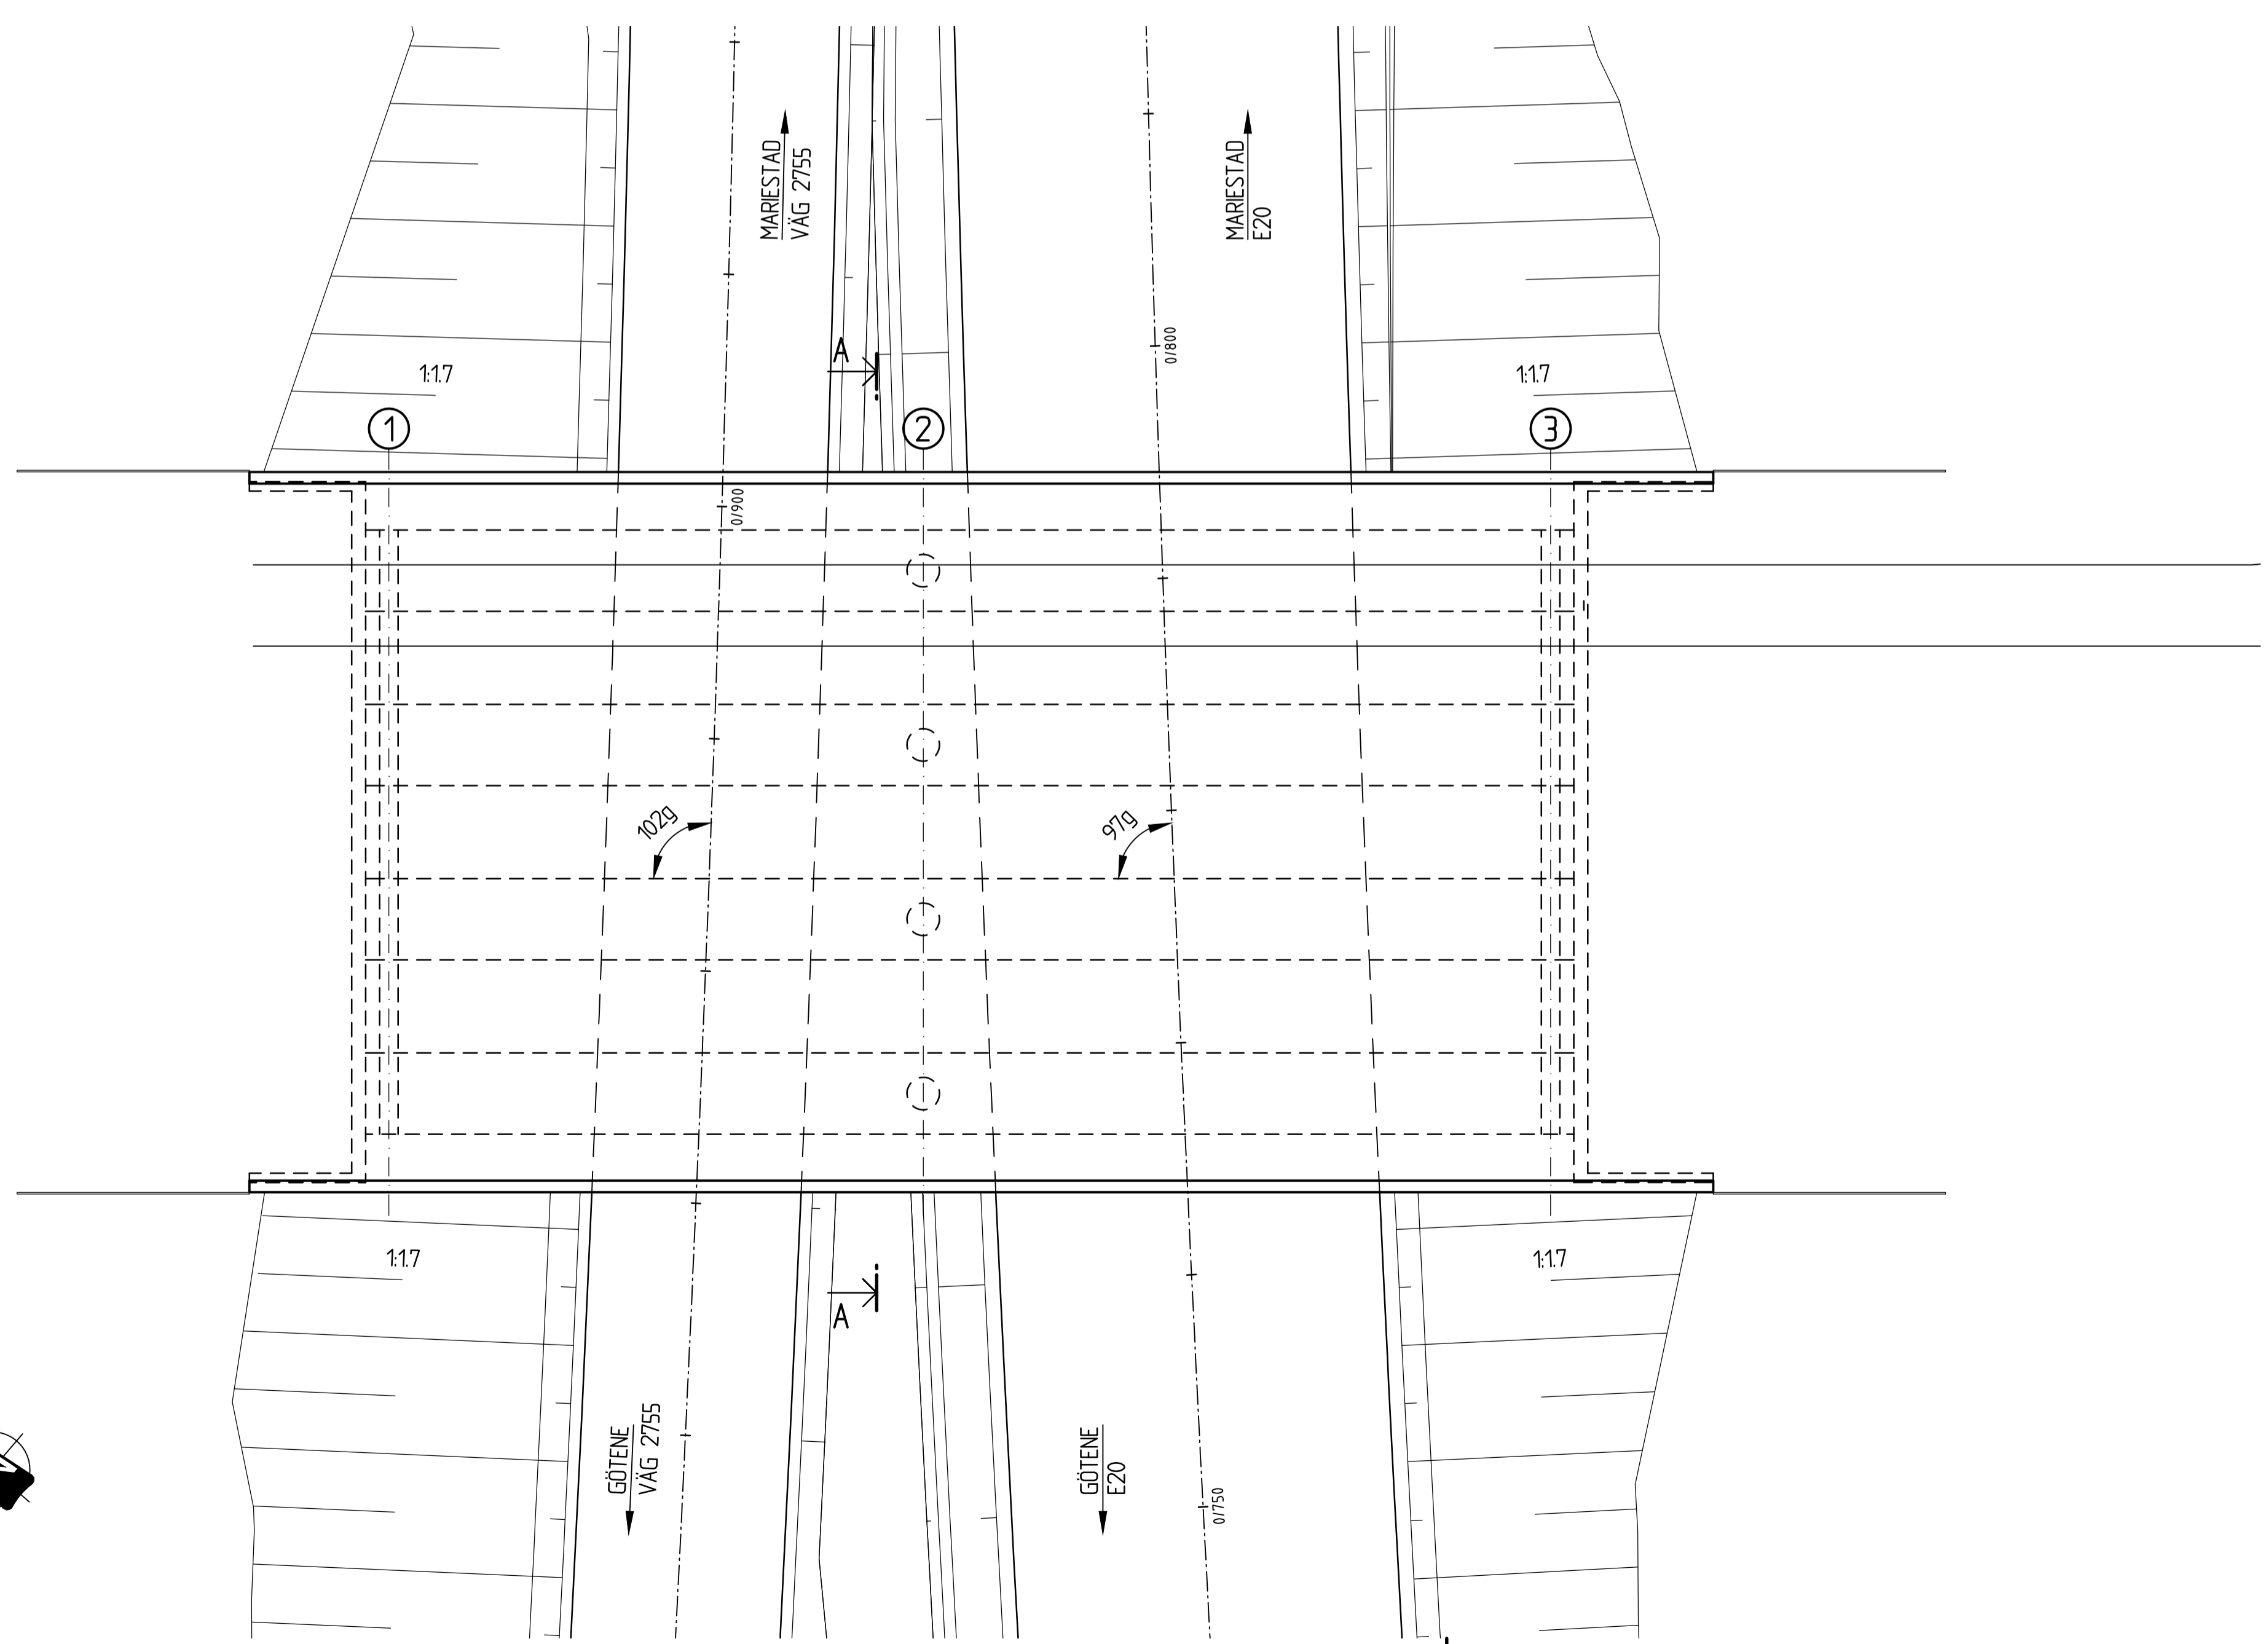 MARIESTAD
VÄG 2755
MARIESTAD
E20
0/800
A
1:1.7
1:1.7
1
2
3
0/900
102g
97g
1:1.7
1:1.7
A
GÖTENE
VÄG 2755
GÖTENE
E20
0/750